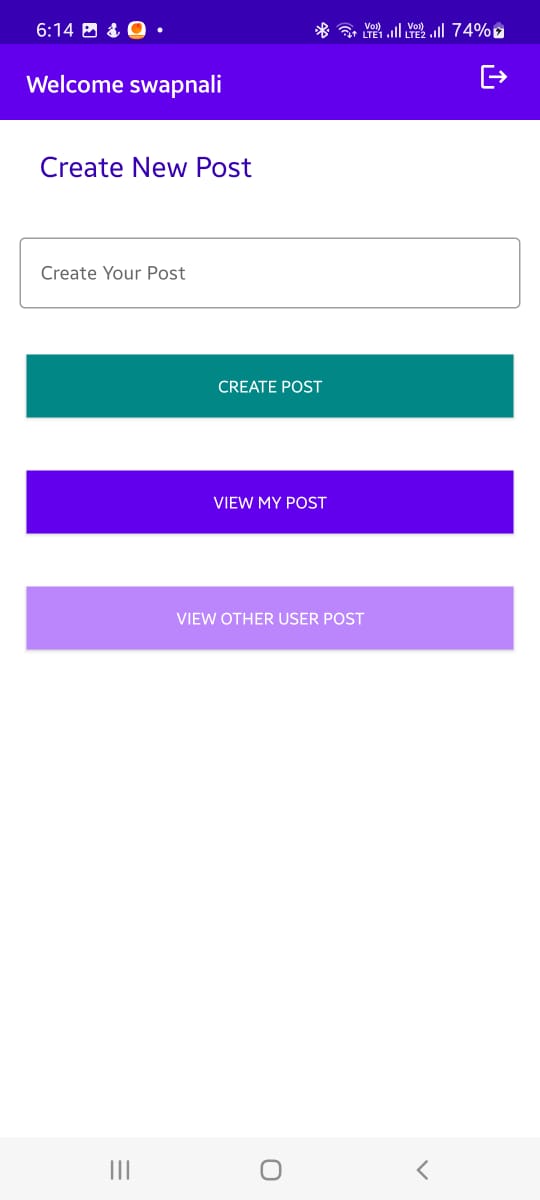 6:14 Vo)) LTE1 Vo)) LTE2 74%
Welcome swapnali
Create New Post
Create Your Post
CREATE POST
VIEW MY POST
VIEW OTHER USER POST